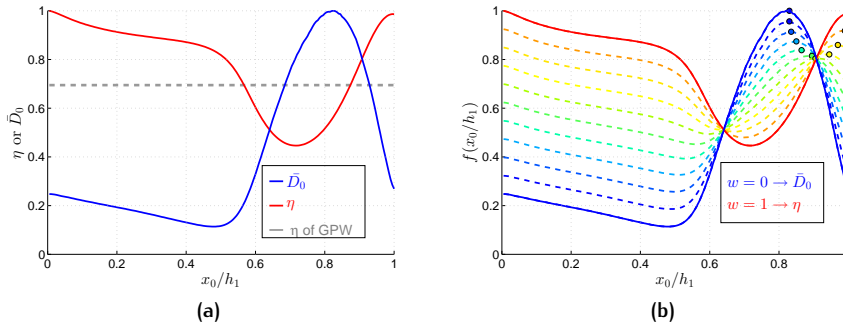 1
0.8
0.6
0.4
0.2
0
η or D̄₀
D̄₀
η
η of GPW
0 0.2 0.4 0.6 0.8 1
x₀/h₁
(a)
1
0.8
0.6
0.4
0.2
0
f(x₀/h₁)
w = 0 → D̄₀
w = 1 → η
0 0.2 0.4 0.6 0.8
x₀/h₁
(b)